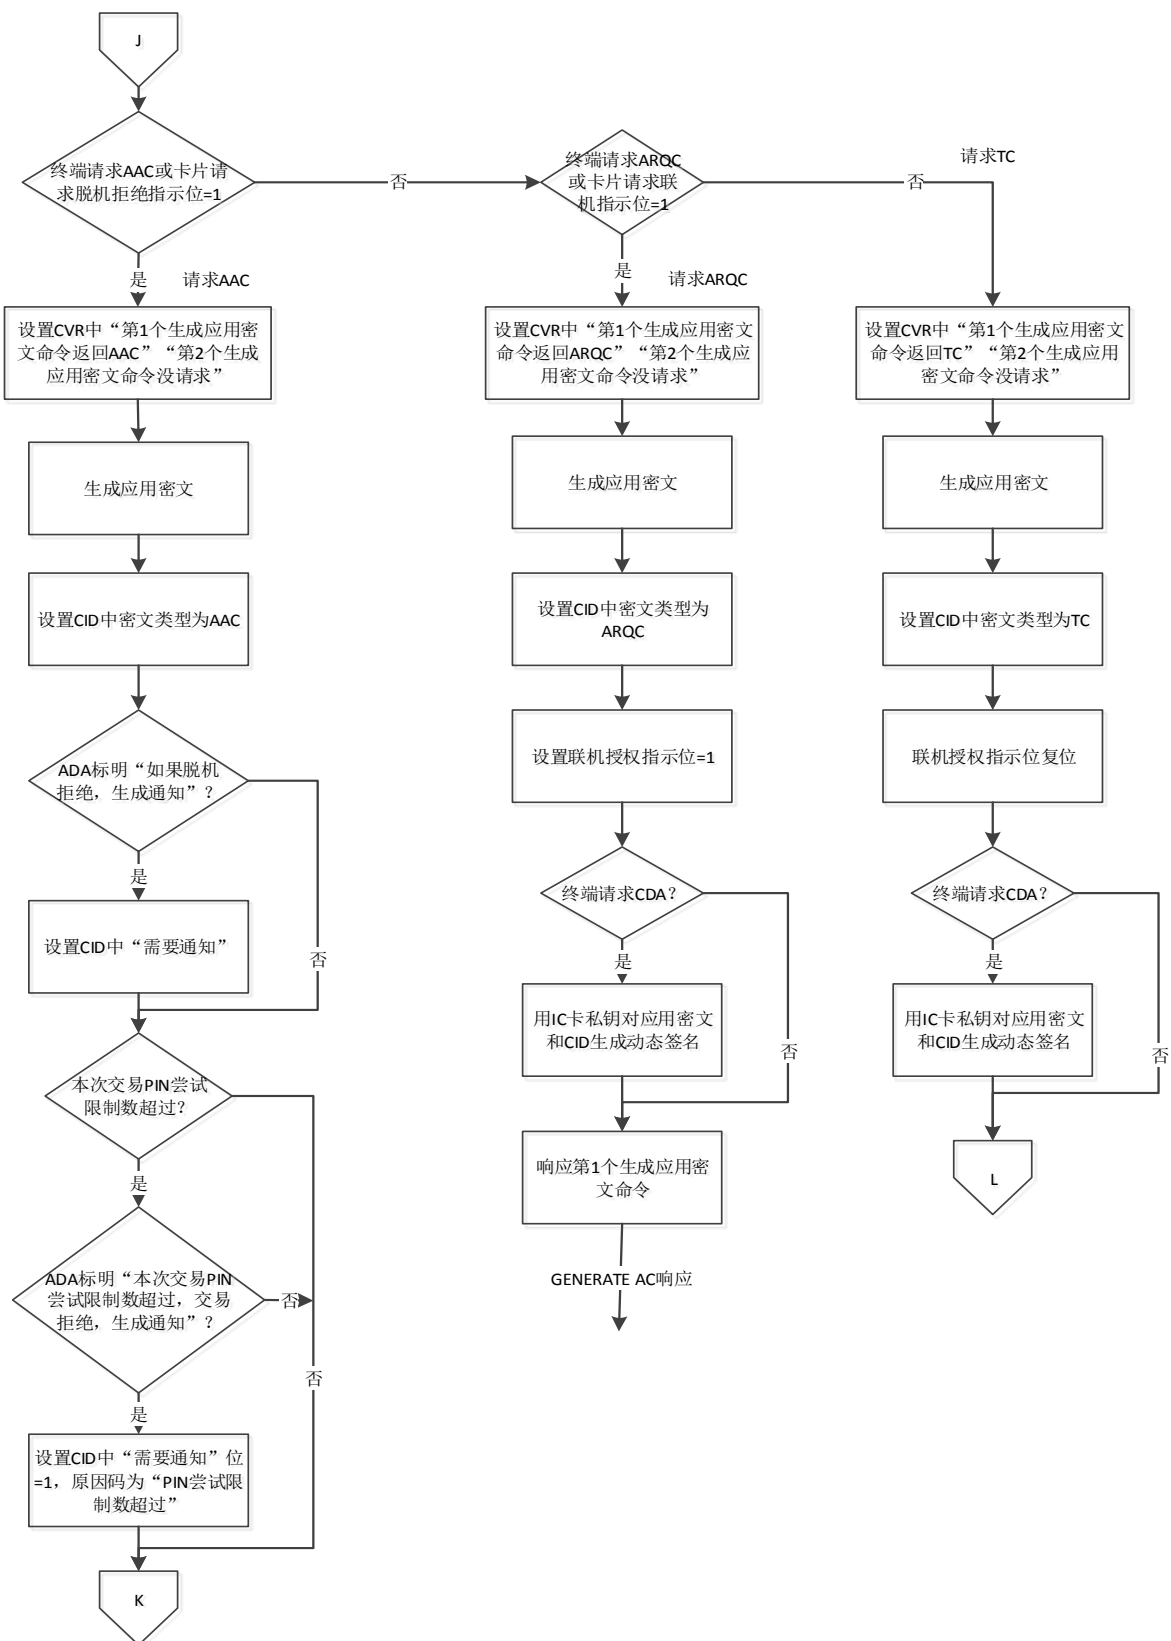 J
终端请求AAC或卡片请
求脱机拒绝指示位=1
否
终端请求ARQC
或卡片请求联
机指示位=1
否
请求TC
是
请求AAC
是
请求ARQC
设置CVR中“第1个生成应用密
文命令返回AAC”“第2个生成
应用密文命令没请求”
设置CVR中“第1个生成应用密文
命令返回ARQC”“第2个生成应
用密文命令没请求”
设置CVR中“第1个生成应用密文
命令返回TC”“第2个生成应用
密文命令没请求”
生成应用密文
生成应用密文
生成应用密文
设置CID中密文类型为AAC
设置CID中密文类型为
ARQC
设置CID中密文类型为TC
ADA标明“如果脱机
拒绝，生成通知”？
设置联机授权指示位=1
联机授权指示位复位
是
否
终端请求CDA？
终端请求CDA？
设置CID中“需要通知”
是
否
是
否
用IC卡私钥对应用密文
和CID生成动态签名
用IC卡私钥对应用密文
和CID生成动态签名
本次交易PIN尝试
限制数超过？
是
否
响应第1个生成应用密
文命令
L
ADA标明“本次交易PIN
尝试限制数超过，交易
拒绝，生成通知”？
否
GENERATE AC响应
是
设置CID中“需要通知”位
=1，原因码为“PIN尝试限
制数超过”
K